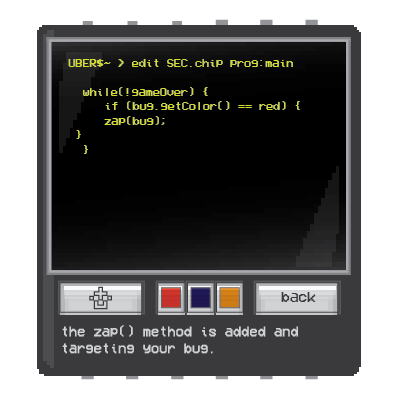 UBER$~ > edit SEC.chip Prog:main
while(!gameOver) {
if (bug.getColor() == red) {
zap(bug);
}
}
back
the zap() method is added and
targeting your bug.